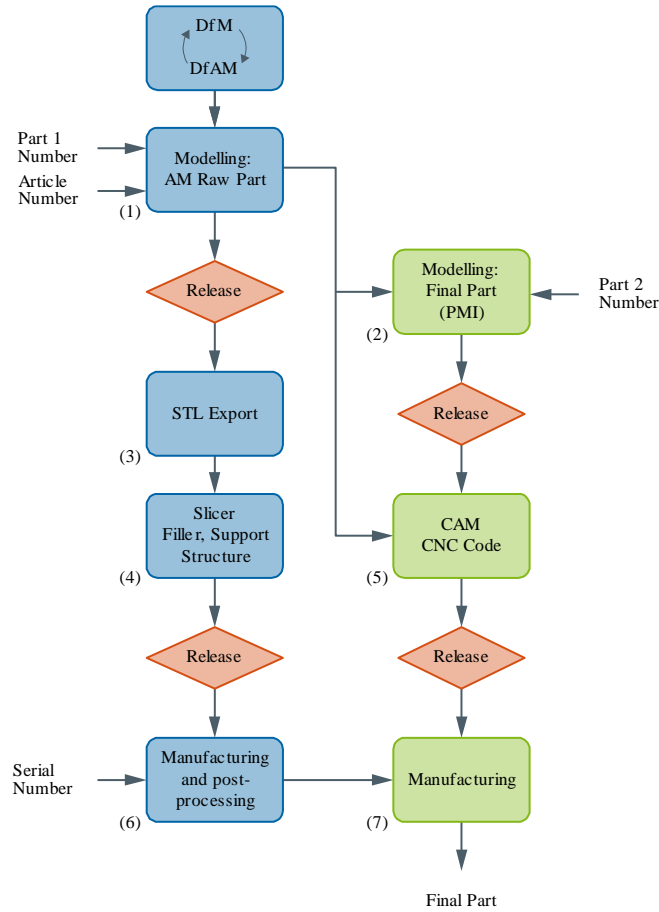 DfM
DfAM
Part 1
Number
Article
Number
Modelling:
AM Raw Part
(1)
Release
Modelling:
Final Part
(PMI)
(2)
Part 2
Number
STL Export
(3)
Release
Slicer
Filler, Support
Structure
(4)
CAM
CNC Code
(5)
Release
Release
Serial
Number
Manufacturing
and post-
processing
(6)
Manufacturing
(7)
Final Part